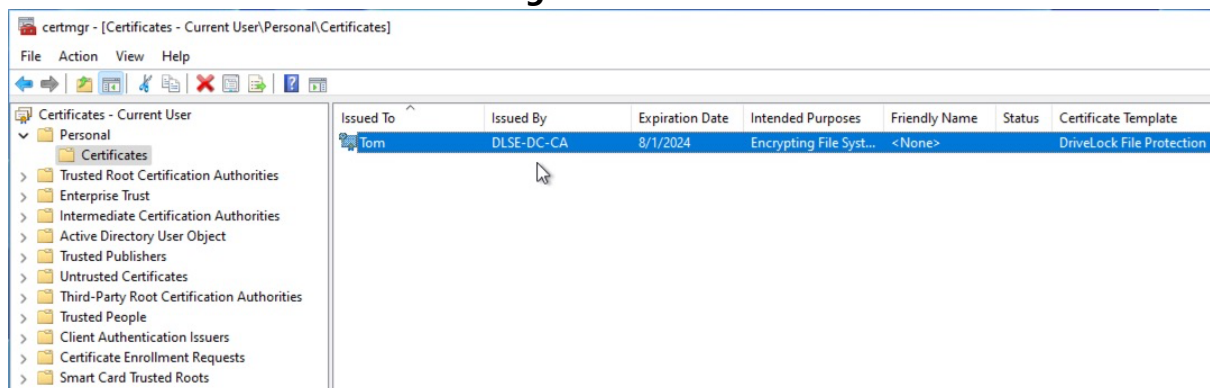 certmgr - [Certificates - Current User\Personal\Certificates]
File Action View Help
Certificates - Current User
Personal
Certificates
Trusted Root Certification Authorities
Enterprise Trust
Intermediate Certification Authorities
Active Directory User Object
Trusted Publishers
Untrusted Certificates
Third-Party Root Certification Authorities
Trusted People
Client Authentication Issuers
Certificate Enrollment Requests
Smart Card Trusted Roots
Issued To Issued By Expiration Date Intended Purposes Friendly Name Status Certificate Template
Tom DLSE-DC-CA 8/1/2024 Encrypting File Syst... <None> DriveLock File Protection